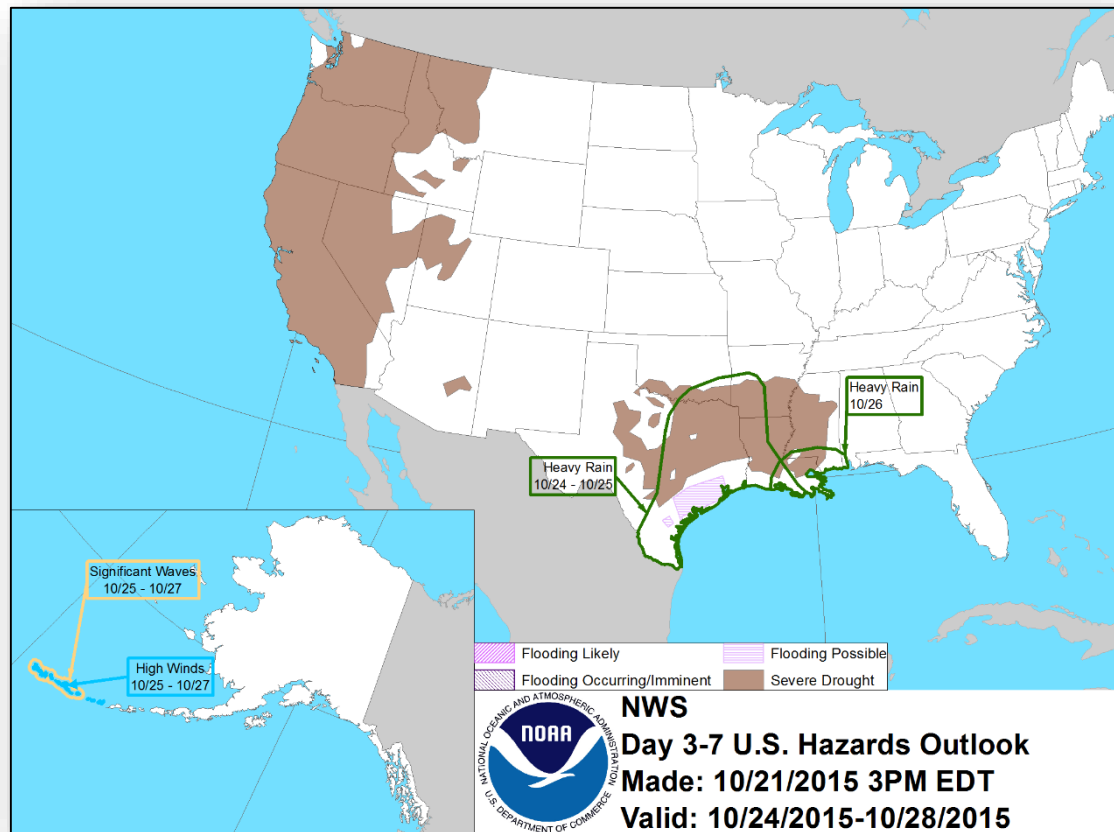 Heavy Rain
10/26
Heavy Rain
10/24 - 10/25
Significant Waves
10/25 - 10/27
High Winds
10/25 - 10/27
Flooding Likely
Flooding Possible
Flooding Occurring/Imminent
Severe Drought
NATIONAL OCEANIC AND ATMOSPHERIC ADMINISTRATION
NOAA
U.S. DEPARTMENT OF COMMERCE
NWS
Day 3-7 U.S. Hazards Outlook
Made: 10/21/2015 3PM EDT
Valid: 10/24/2015-10/28/2015